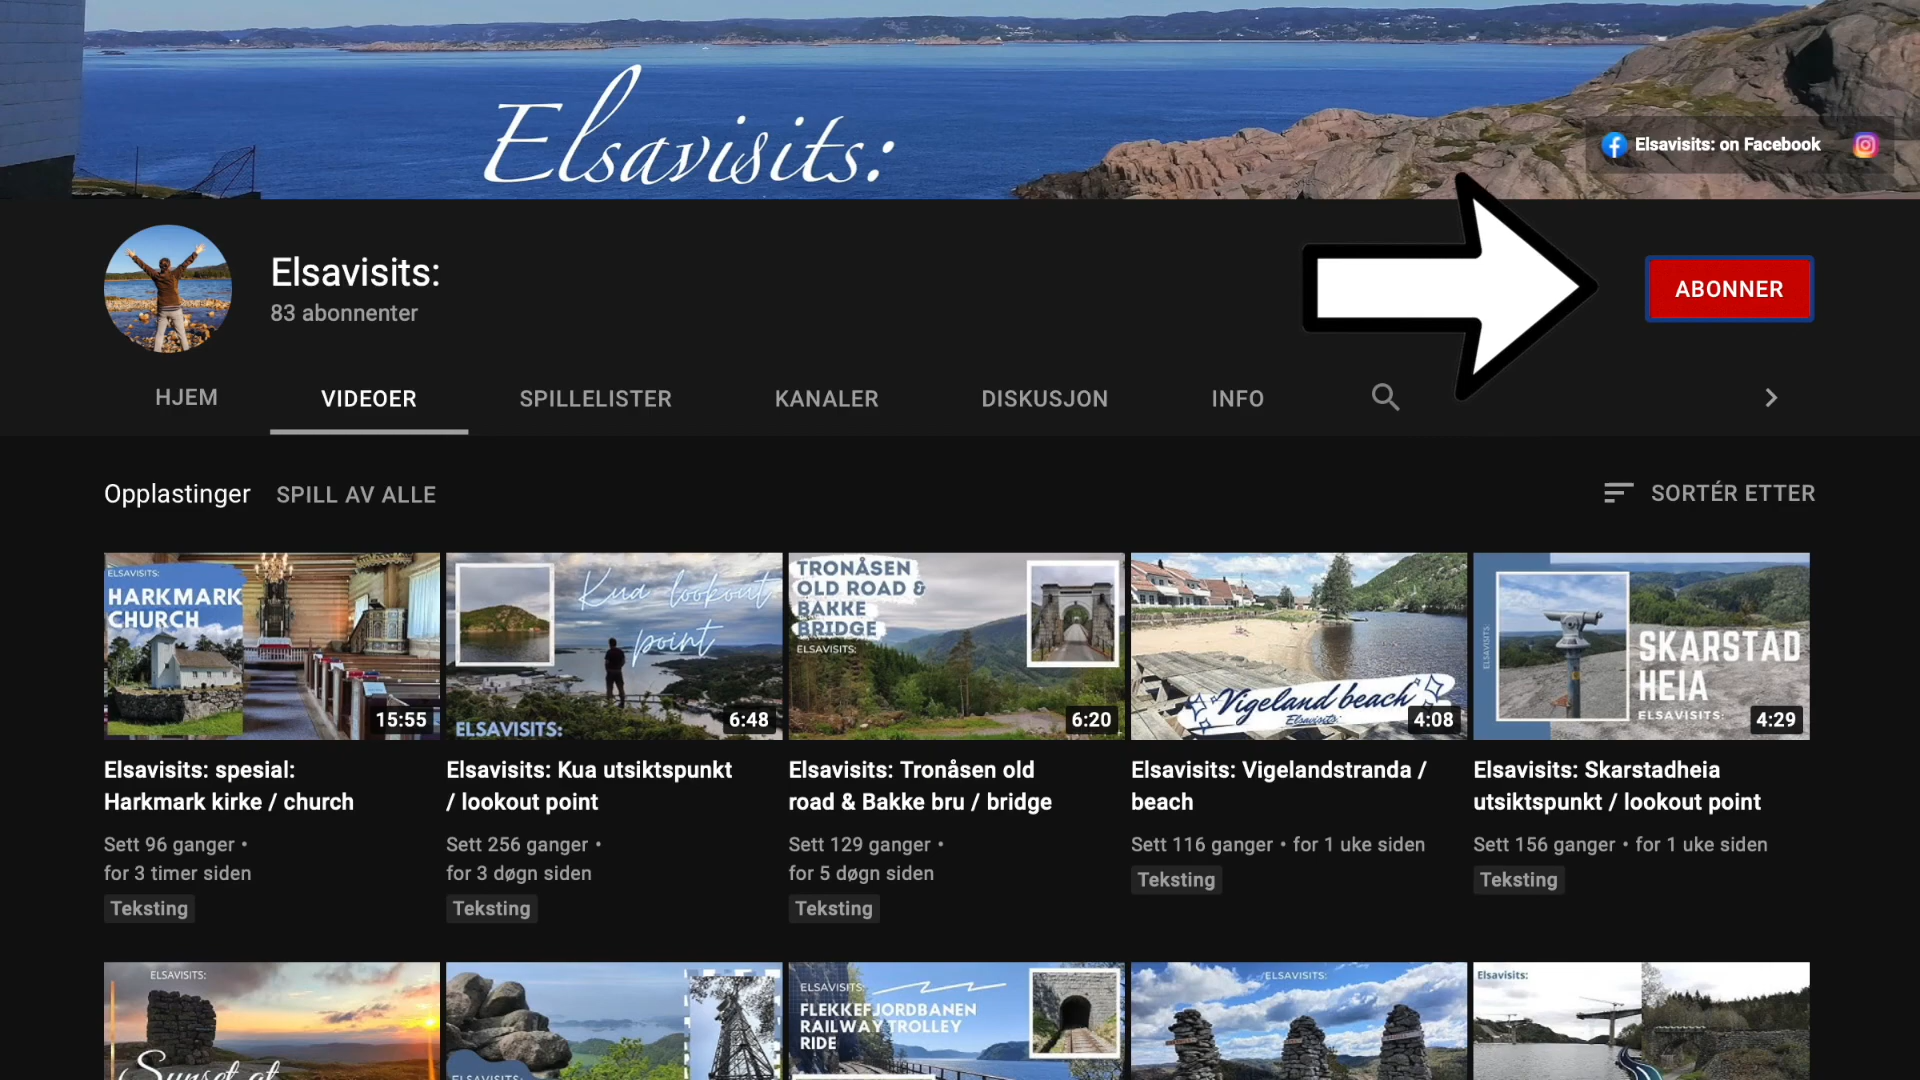 Elsavisits:
Elsavisits: on Facebook
Elsavisits:
83 abonnenter
ABONNER
HJEM
VIDEOER
SPILLELISTER
KANALER
DISKUSJON
INFO
Opplastinger
SPILL AV ALLE
SORTÉR ETTER
ELSAVISITS:
HARKMARK
CHURCH
15:55
Kua lookout
point
ELSAVISITS:
6:48
TRONÅSEN
OLD ROAD &
BAKKE
BRIDGE
ELSAVISITS:
6:20
Vigeland beach
Elsavisits:
4:08
ELSAVISITS:
SKARSTAD
HEIA
ELSAVISITS:
4:29
Elsavisits: spesial:
Harkmark kirke / church
Sett 96 ganger •
for 3 timer siden
Teksting
Elsavisits: Kua utsiktspunkt
/ lookout point
Sett 256 ganger •
for 3 døgn siden
Teksting
Elsavisits: Tronåsen old
road & Bakke bru / bridge
Sett 129 ganger •
for 5 døgn siden
Teksting
Elsavisits: Vigelandstranda /
beach
Sett 116 ganger • for 1 uke siden
Teksting
Elsavisits: Skarstadheia
utsiktspunkt / lookout point
Sett 156 ganger • for 1 uke siden
Teksting
ELSAVISITS:
Sunset at
ELSAVISITS:
ELSAVISITS:
FLEKKEFJORDBANEN
RAILWAY TROLLEY
RIDE
ELSAVISITS:
Elsavisits: